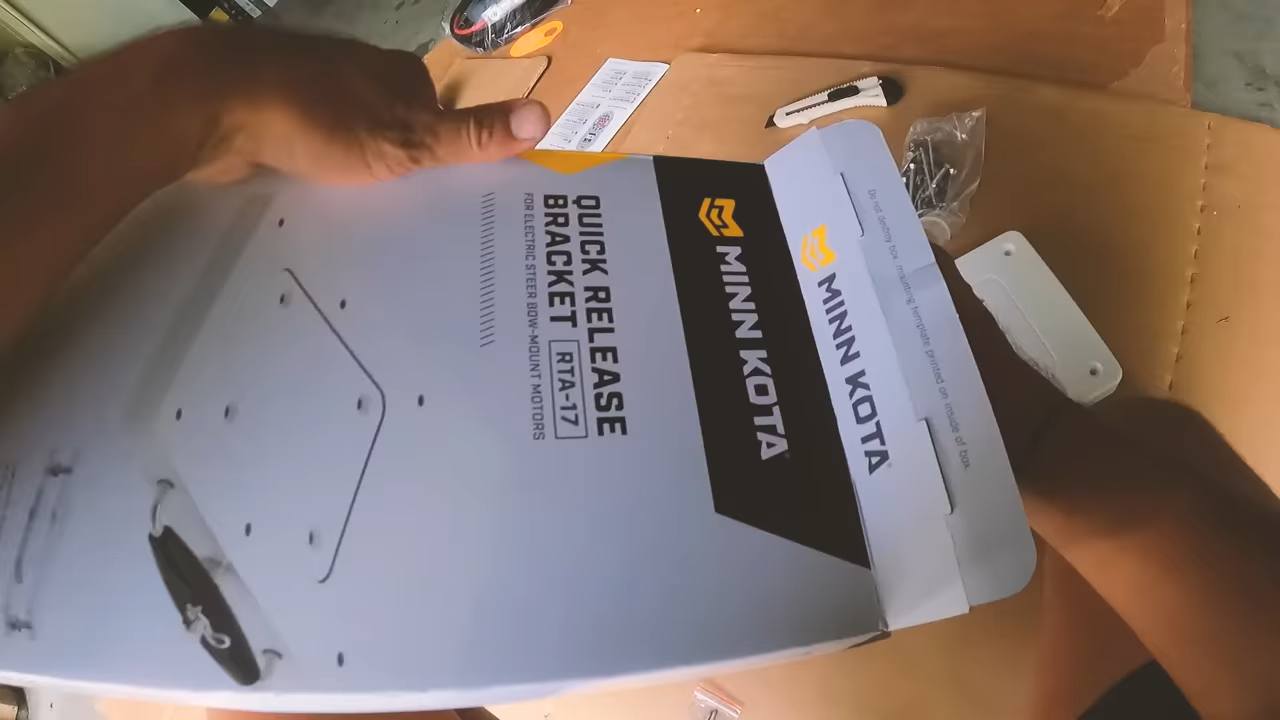 MINN KOTA®
Do not destroy box, mounting template printed on inside of box.
MINN KOTA®
QUICK RELEASE
BRACKET RTA-17
FOR ELECTRIC STEER BOW-MOUNT MOTORS